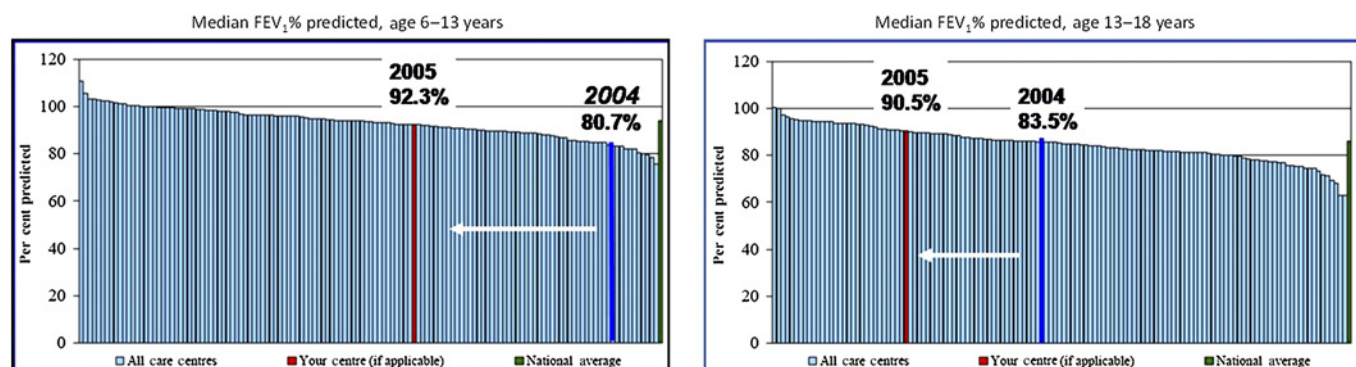 Median FEV₁% predicted, age 6–13 years
120
100
80
60
40
20
0
Per cent predicted
2005
92.3%
2004
80.7%
All care centres
Your centre (if applicable)
National average
Median FEV₁% predicted, age 13–18 years
120
100
80
60
40
20
0
Per cent predicted
2005
90.5%
2004
83.5%
All care centres
Your centre (if applicable)
National average